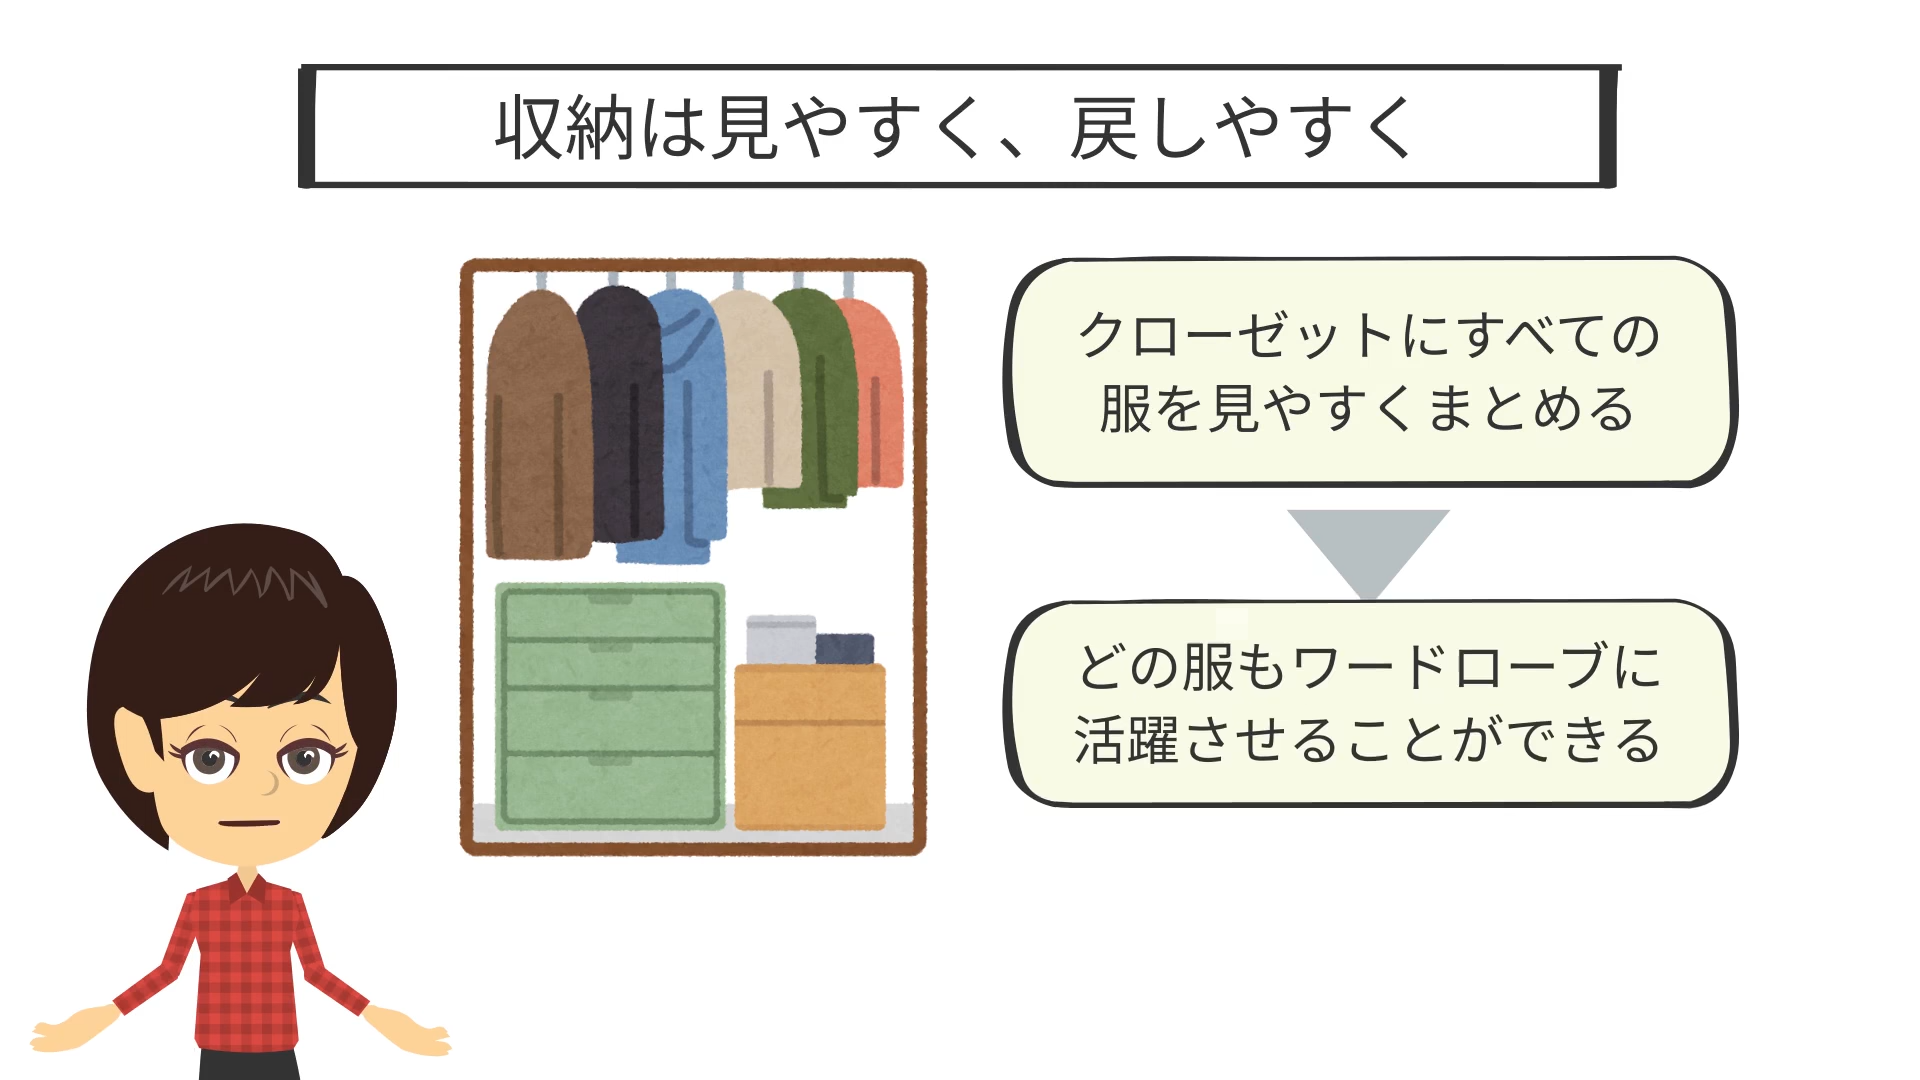 収納は見やすく、戻しやすく
クローゼットにすべての
服を見やすくまとめる
どの服もワードローブに
活躍させることができる